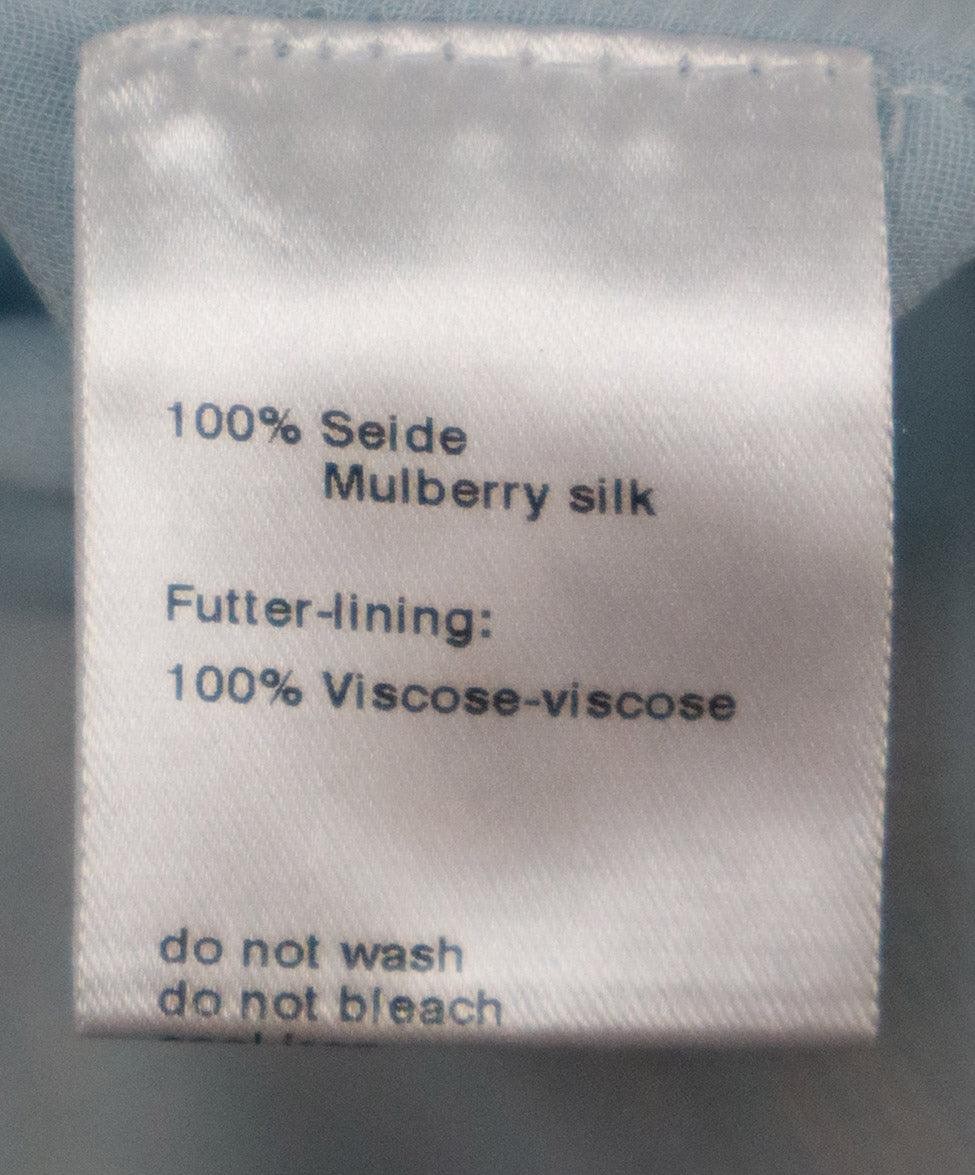 100% Seide
Mulberry silk
Futter-lining:
100% Viscose-viscose
do not wash
do not bleach